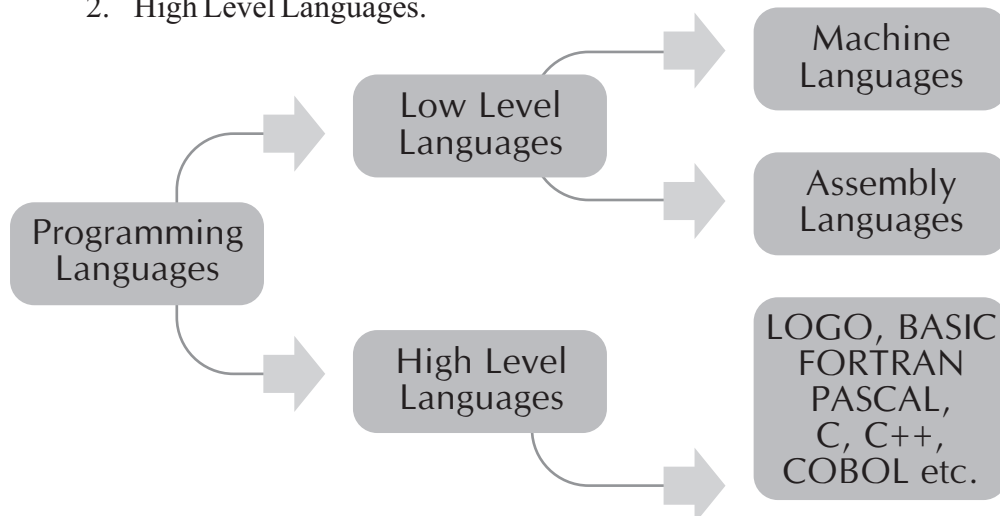 2. High Level Languages.
Programming
Languages
Low Level
Languages
Machine
Languages
Assembly
Languages
High Level
Languages
LOGO, BASIC
FORTRAN
PASCAL,
C, C++,
COBOL etc.